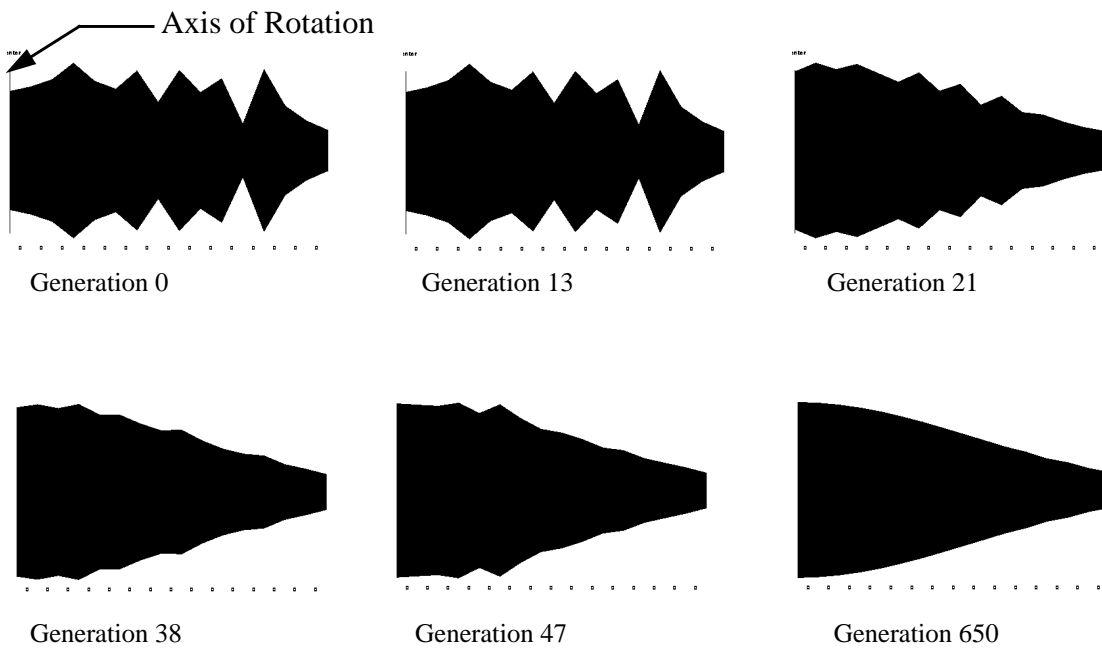 Axis of Rotation
Generation 0
Generation 13
Generation 21
Generation 38
Generation 47
Generation 650